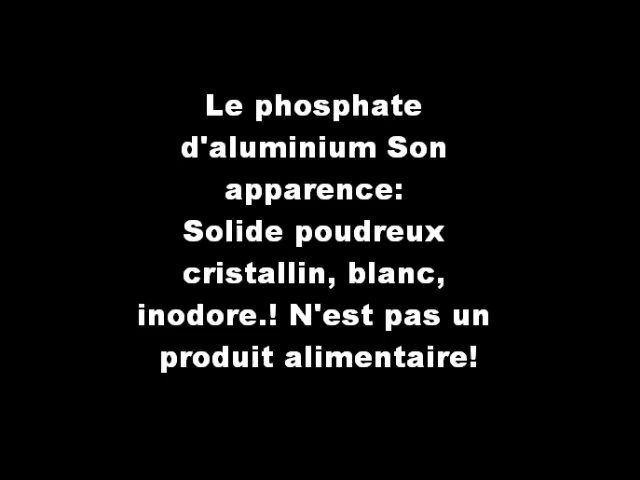 Le phosphate
d'aluminium Son
apparence:
Solide poudreux
cristallin, blanc,
inodore.! N'est pas un
produit alimentaire!